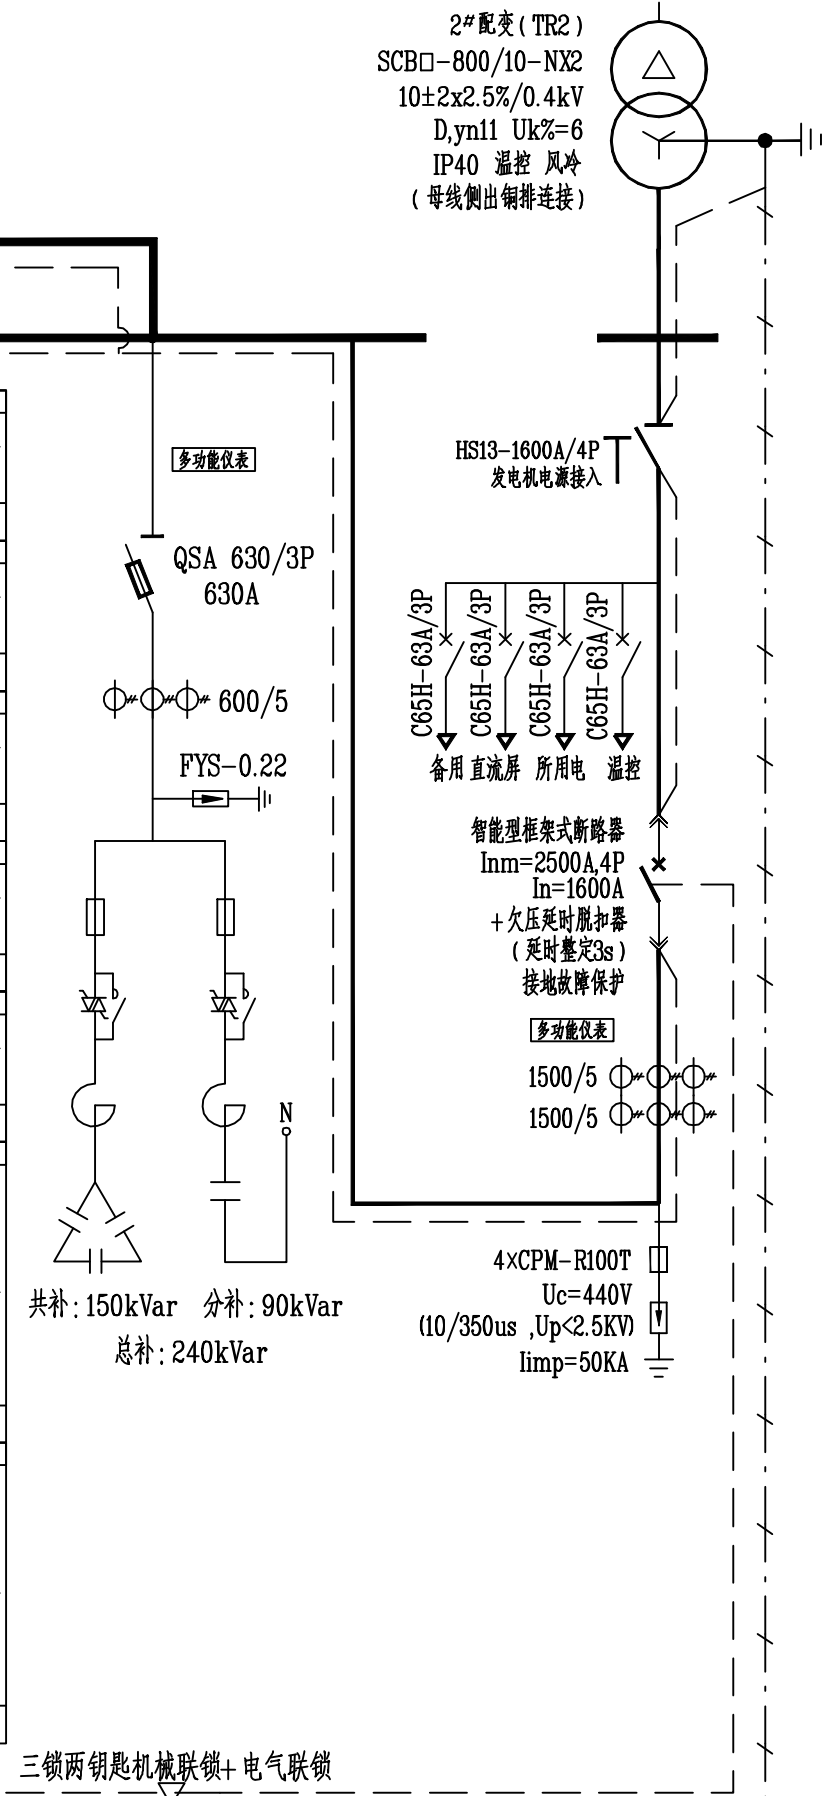 2#配变(TR2)
SCB□-800/10-NX2
10±2x2.5%/0.4kV
D,yn11 Uk%=6
IP40 温控 风冷
(母线侧出铜排连接)
HS13-1600A/4P
发电机电源接入
多功能仪表
QSA 630/3P
630A
600/5
FYS-0.22
C65H-63A/3P
C65H-63A/3P
C65H-63A/3P
C65H-63A/3P
备用 直流屏 所用电 温控
智能型框架式断路器
Inm=2500A,4P
In=1600A
+欠压延时脱扣器
(延时整定3s)
接地故障保护
多功能仪表
1500/5
1500/5
N
4×CPM-R100T
Uc=440V
(10/350us ,Up<2.5KV)
Iimp=50KA
共补:150kVar 分补:90kVar
总补:240kVar
三锁两钥匙机械联锁+电气联锁